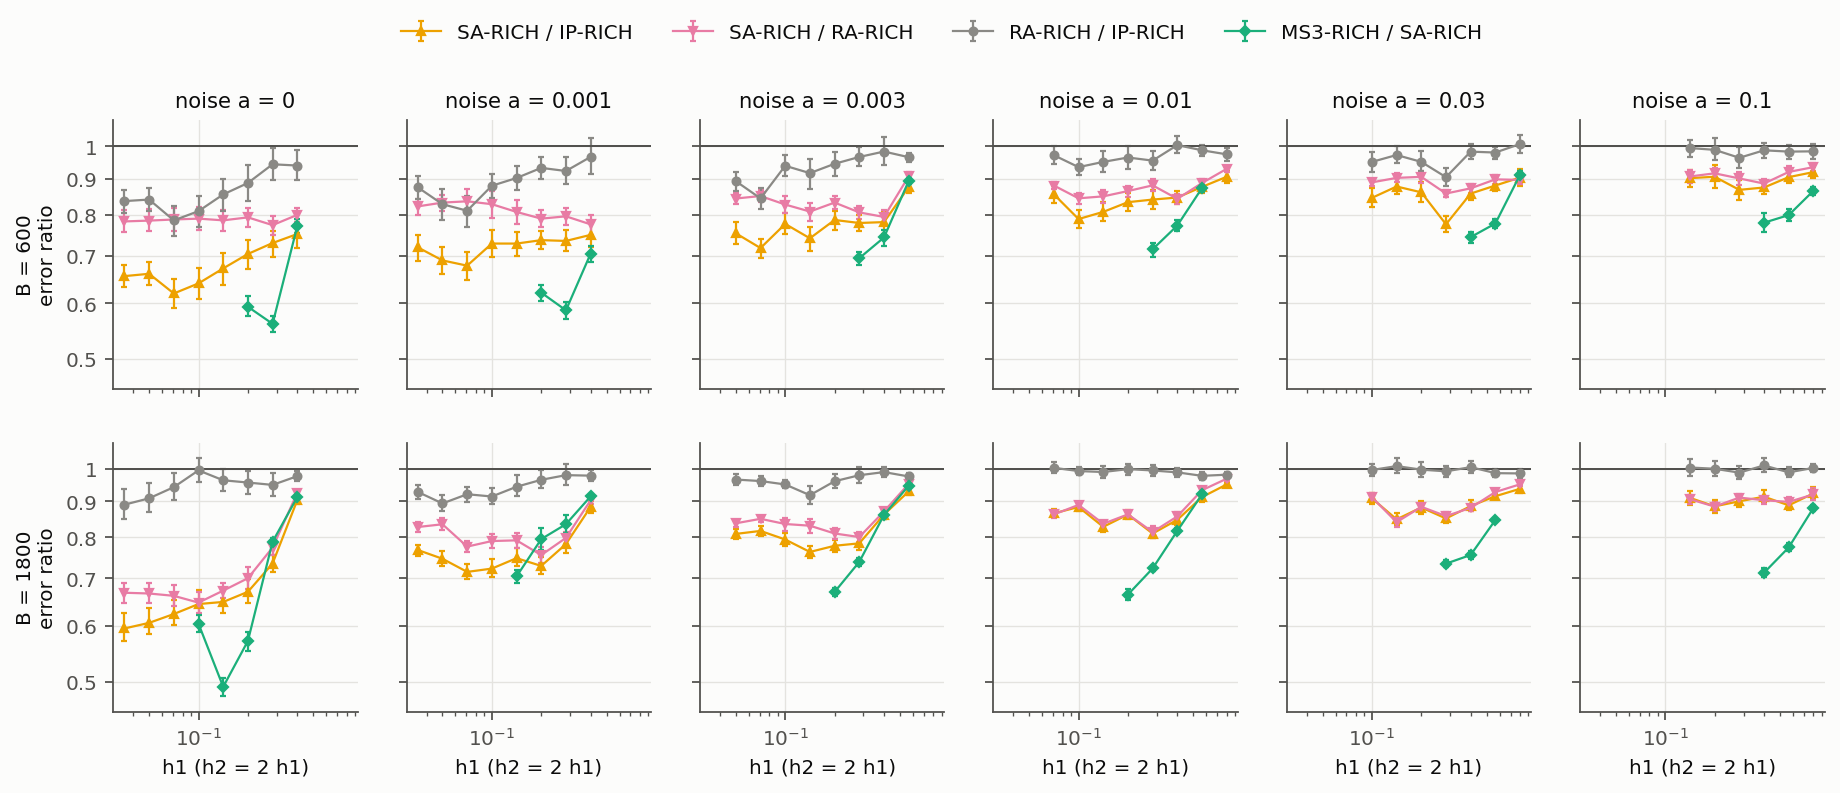 SA-RICH / IP-RICH SA-RICH / RA-RICH RA-RICH / IP-RICH MS3-RICH / SA-RICH
noise a = 0 noise a = 0.001 noise a = 0.003 noise a = 0.01 noise a = 0.03 noise a = 0.1
B = 600
error ratio
1
0.9
0.8
0.7
0.6
0.5
B = 1800
error ratio
1
0.9
0.8
0.7
0.6
0.5
10⁻¹ 10⁻¹ 10⁻¹ 10⁻¹ 10⁻¹ 10⁻¹
h1 (h2 = 2 h1) h1 (h2 = 2 h1) h1 (h2 = 2 h1) h1 (h2 = 2 h1) h1 (h2 = 2 h1) h1 (h2 = 2 h1)